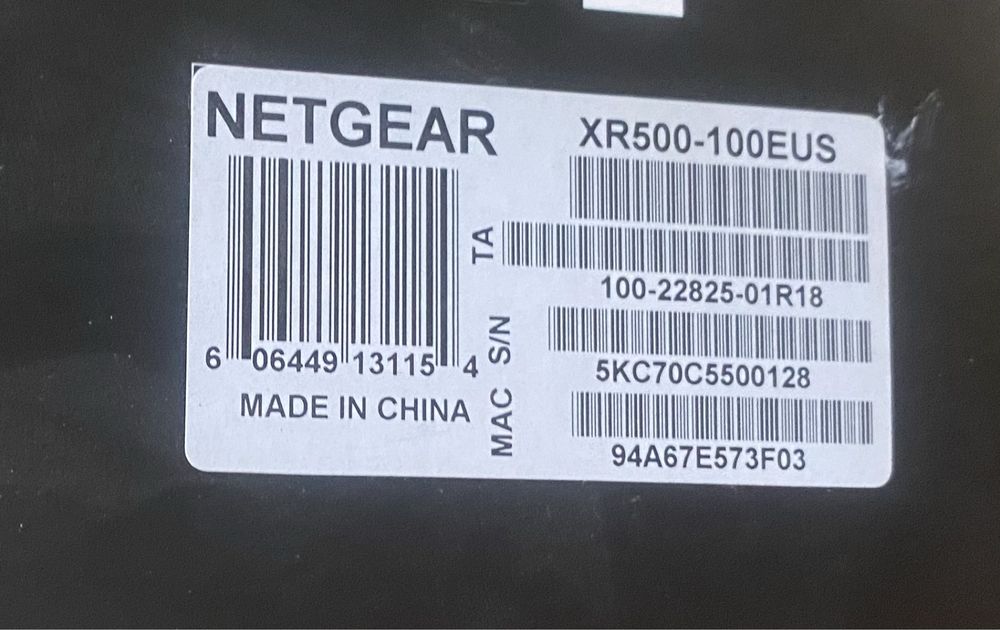 NETGEAR
6 06449 13115 4
MADE IN CHINA
XR500-100EUS
TA
100-22825-01R18
S/N
5KC70C5500128
MAC
94A67E573F03